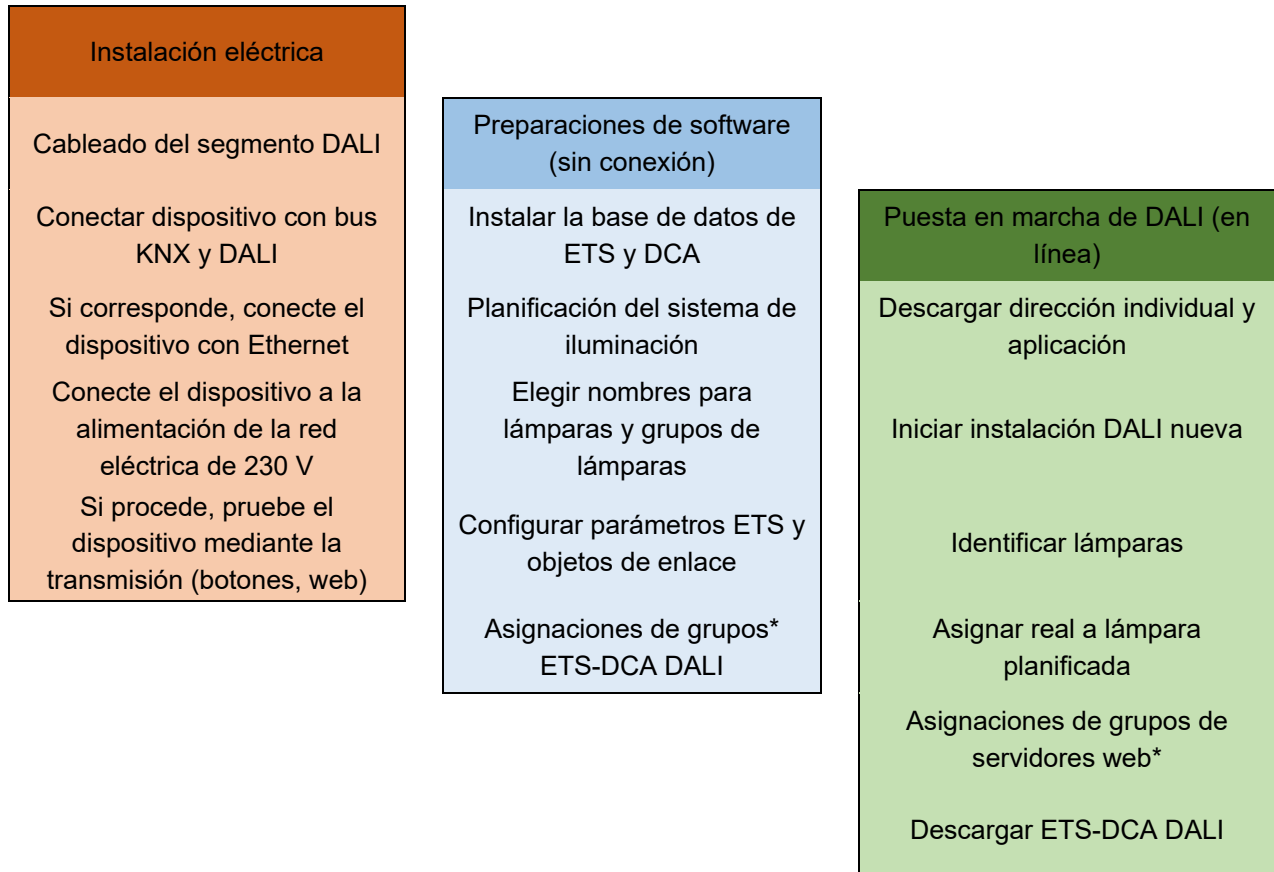 Instalación eléctrica
Cableado del segmento DALI
Conectar dispositivo con bus
KNX y DALI
Si corresponde, conecte el
dispositivo con Ethernet
Conecte el dispositivo a la
alimentación de la red
eléctrica de 230 V
Si procede, pruebe el
dispositivo mediante la
transmisión (botones, web)
Preparaciones de software
(sin conexión)
Instalar la base de datos de
ETS y DCA
Planificación del sistema de
iluminación
Elegir nombres para
lámparas y grupos de
lámparas
Configurar parámetros ETS y
objetos de enlace
Asignaciones de grupos*
ETS-DCA DALI
Puesta en marcha de DALI (en
línea)
Descargar dirección individual y
aplicación
Iniciar instalación DALI nueva
Identificar lámparas
Asignar real a lámpara
planificada
Asignaciones de grupos de
servidores web*
Descargar ETS-DCA DALI